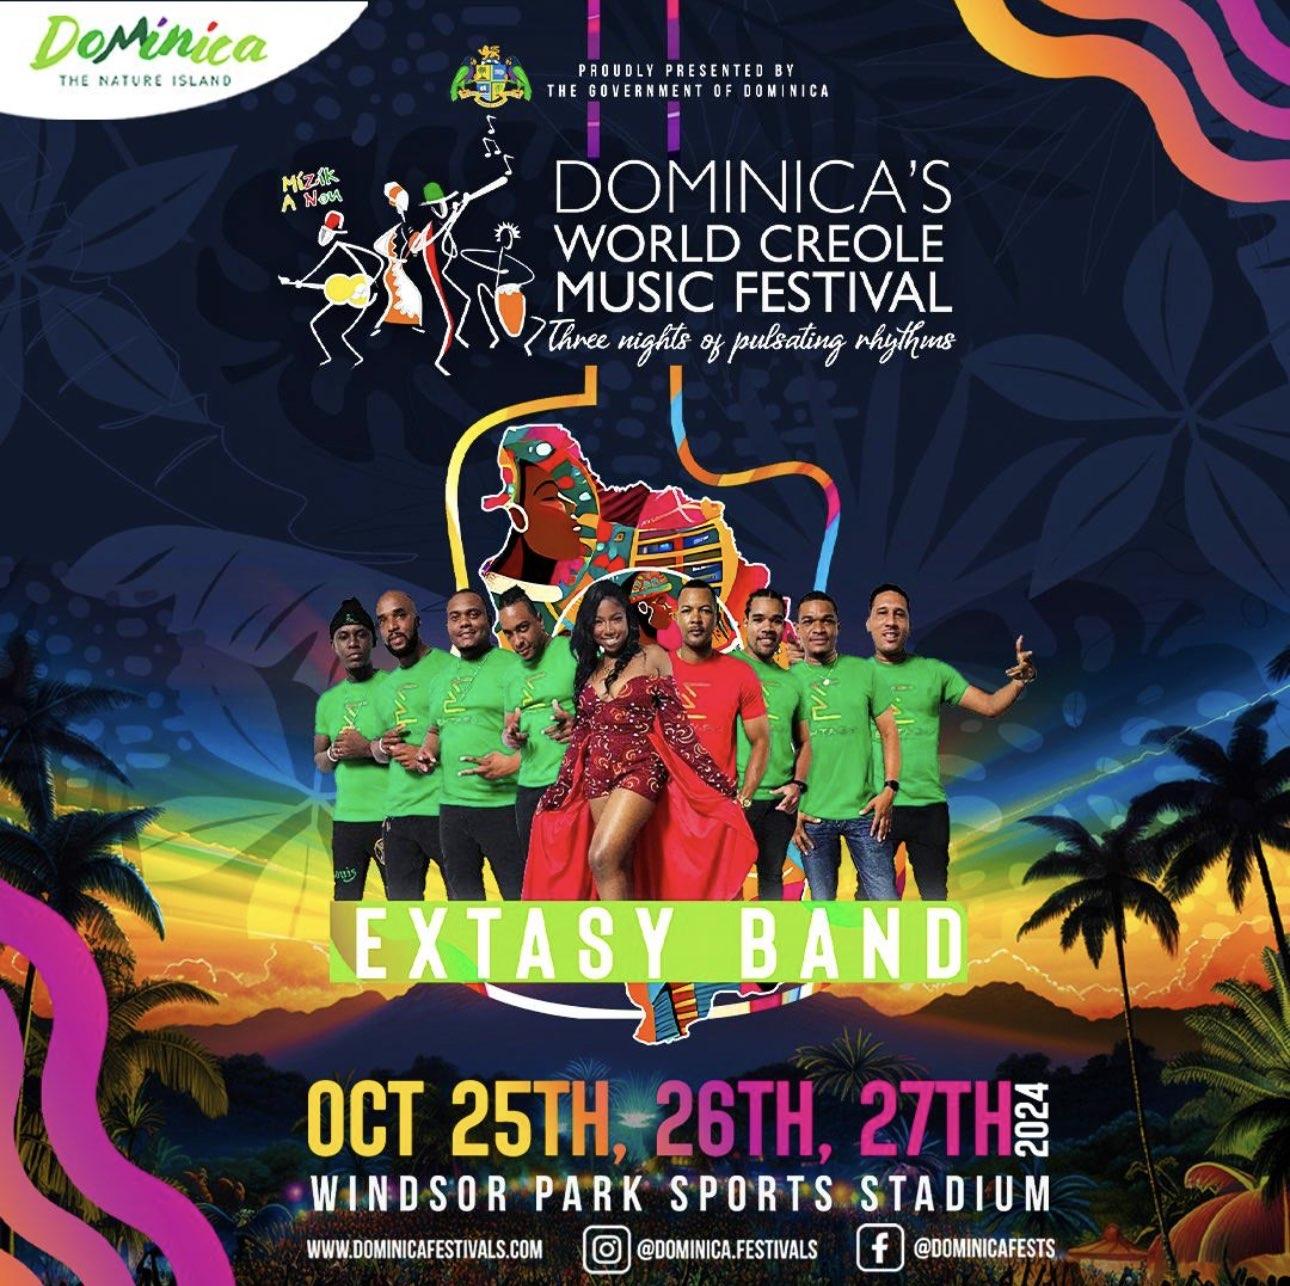 Dominica
THE NATURE ISLAND
PROUDLY PRESENTED BY
THE GOVERNMENT OF DOMINICA
Mizik
A Nou
DOMINICA'S
WORLD CREOLE
MUSIC FESTIVAL
Three nights of pulsating rhythms
EXTASY BAND
OCT 25TH, 26TH, 27TH 2024
WINDSOR PARK SPORTS STADIUM
WWW.DOMINICAFESTIVALS.COM @DOMINICA.FESTIVALS @DOMINICAFESTS